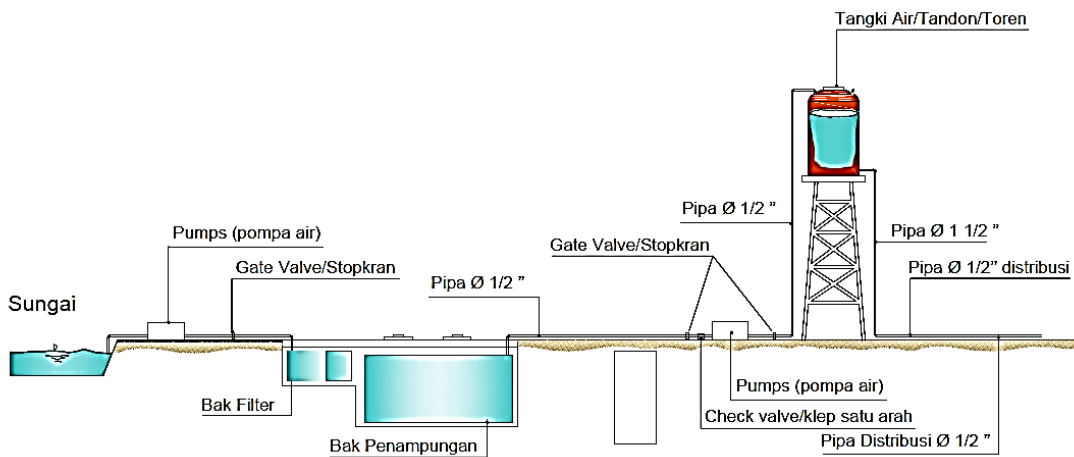 Tangki Air/Tandon/Toren
Pipa Ø 1/2 "
Pumps (pompa air)
Gate Valve/Stopkran
Pipa Ø 1 1/2 "
Gate Valve/Stopkran
Pipa Ø 1/2 "
Pipa Ø 1/2" distribusi
Sungai
Bak Filter
Pumps (pompa air)
Check valve/klep satu arah
Bak Penampungan
Pipa Distribusi Ø 1/2 "